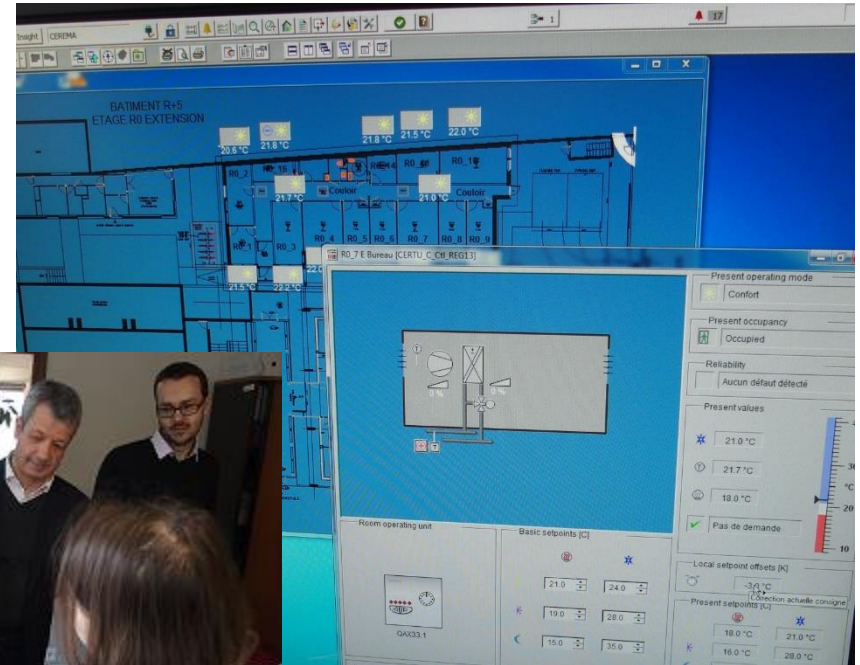 Insight
CEREMA
1
17
BATIMENT R+5
ETAGE R0 EXTENSION
20.6 °C
21.8 °C
21.8 °C
21.5 °C
22.0 °C
R0_2
Couloir
Couloir
21.7 °C
21.0 °C
R0_1
R0_3
R0_4
R0_5
R0_6
R0_7
R0_8
R0_9
21.5 °C
22.2 °C
R0_7 E Bureau [CERTU_C_Ctl_REG13]
0 %
0 %
T
T
Present operating mode
Confort
Present occupancy
Occupied
Reliability
Aucun défaut détecté
Present values
21.0 °C
21.7 °C
18.0 °C
Pas de demande
°C
20
10
Room operating unit
QAX33.1
Basic setpoints [C]
21.0
24.0
19.0
28.0
15.0
35.0
Local setpoint offsets [K]
Correction actuelle consigne
Present setpoints [C]
18.0 °C
21.0 °C
16.0 °C
28.0 °C